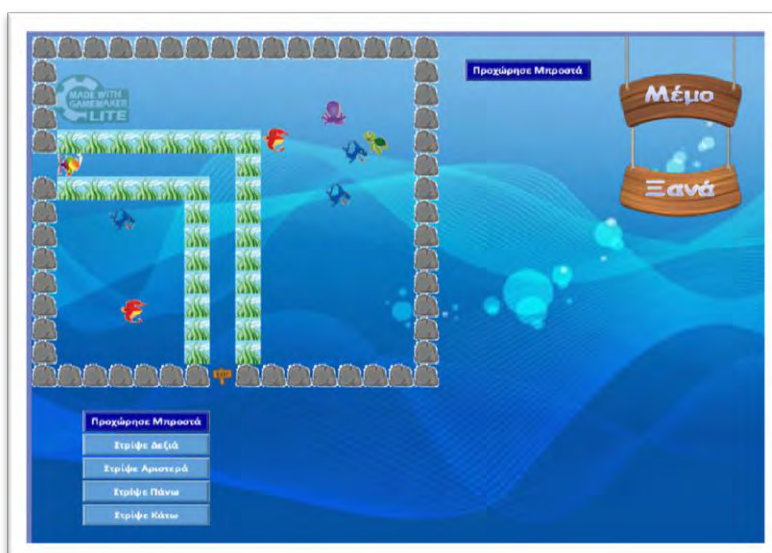 Προχώρησε Μπροστά
Μέμο
MADE WITH
GAMEMAKER
LITE
Ξανά
Προχώρησε Μπροστά
Στρίψε Δεξιά
Στρίψε Αριστερά
Στρίψε Πάνω
Στρίψε Κάτω